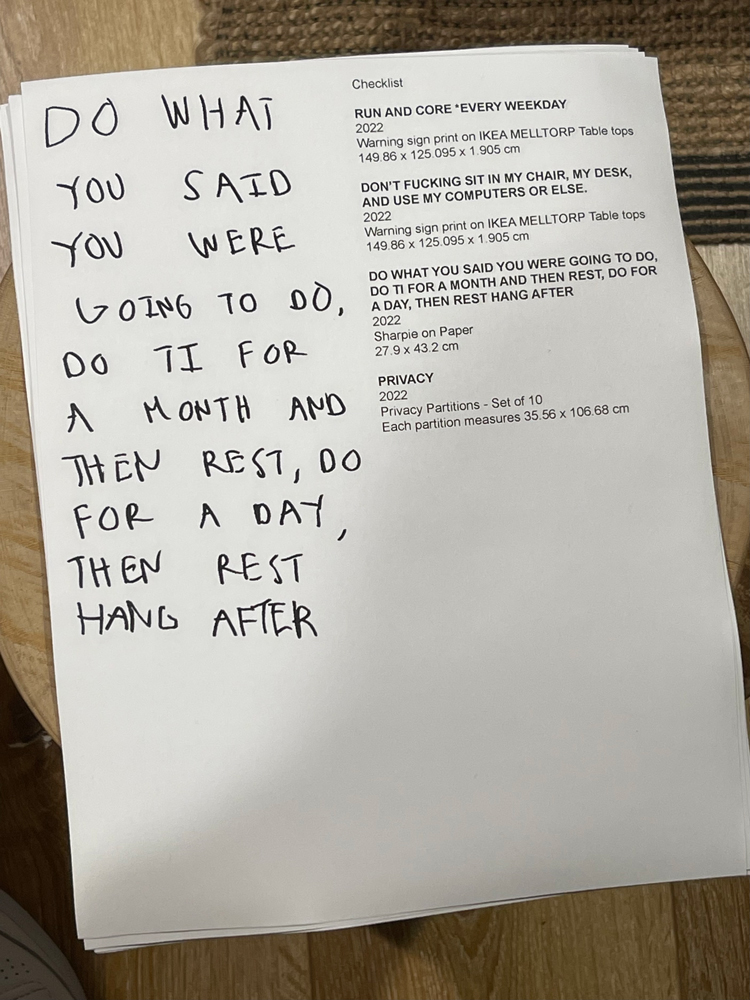 DO WHAT
YOU SAID
YOU WERE
GOING TO DO,
DO TI FOR
A MONTH AND
THEN REST, DO
FOR A DAY,
THEN REST
HANG AFTER
Checklist
RUN AND CORE *EVERY WEEKDAY
2022
Warning sign print on IKEA MELLTORP Table tops
149.86 x 125.095 x 1.905 cm
DON'T FUCKING SIT IN MY CHAIR, MY DESK,
AND USE MY COMPUTERS OR ELSE.
2022
Warning sign print on IKEA MELLTORP Table tops
149.86 x 125.095 x 1.905 cm
DO WHAT YOU SAID YOU WERE GOING TO DO,
DO TI FOR A MONTH AND THEN REST, DO FOR
A DAY, THEN REST HANG AFTER
2022
Sharpie on Paper
27.9 x 43.2 cm
PRIVACY
2022
Privacy Partitions - Set of 10
Each partition measures 35.56 x 106.68 cm